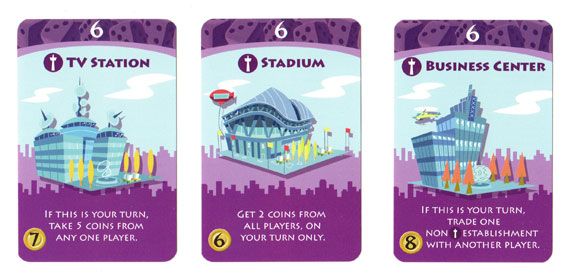 6
TV STATION
IF THIS IS YOUR TURN,
TAKE 5 COINS FROM
ANY ONE PLAYER.
7
6
STADIUM
GET 2 COINS FROM
ALL PLAYERS, ON
YOUR TURN ONLY.
6
6
BUSINESS CENTER
IF THIS IS YOUR TURN,
TRADE ONE
NON ESTABLISHMENT
WITH ANOTHER PLAYER.
8